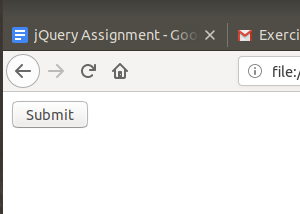 jQuery Assignment - Goo
Exerci
file:/
Submit